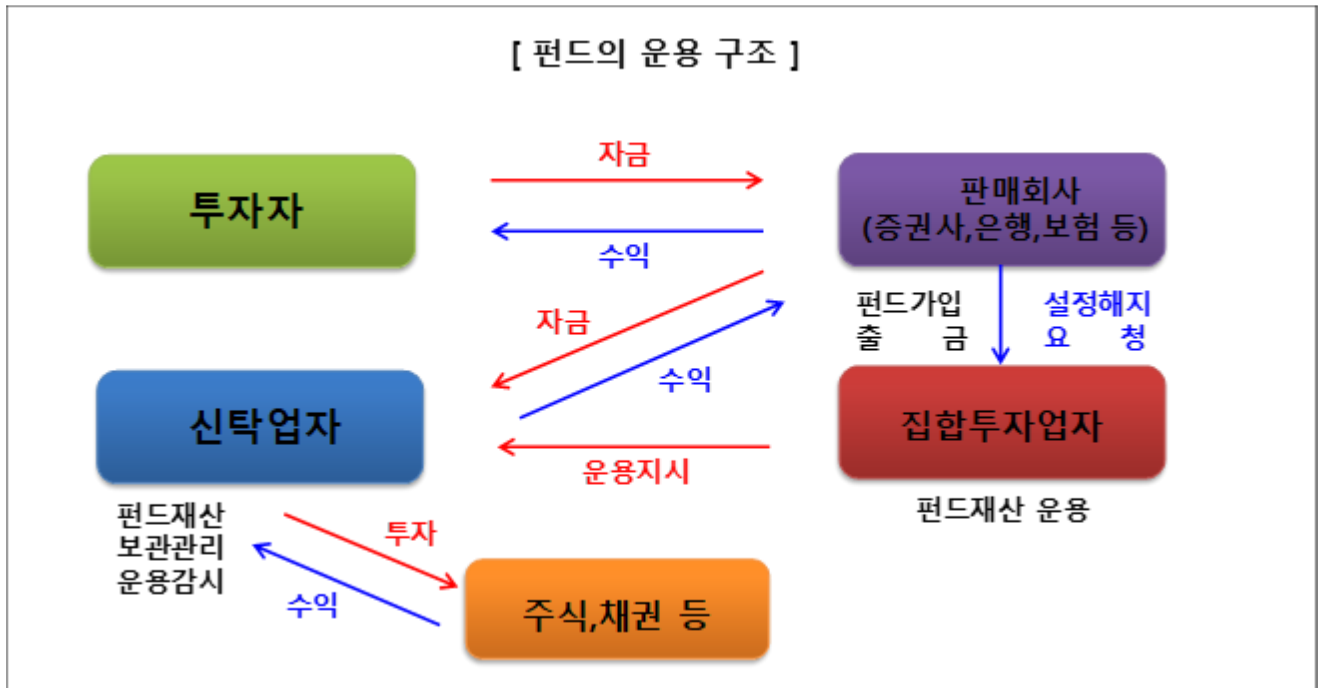 [ 펀드의 운용 구조 ]
투자자
자금
수익
판매회사
(증권사,은행,보험 등)
자금
수익
펀드가입
출 금
설정해지
요 청
신탁업자
운용지시
집합투자업자
펀드재산
보관관리
운용감시
펀드재산 운용
투자
수익
주식,채권 등